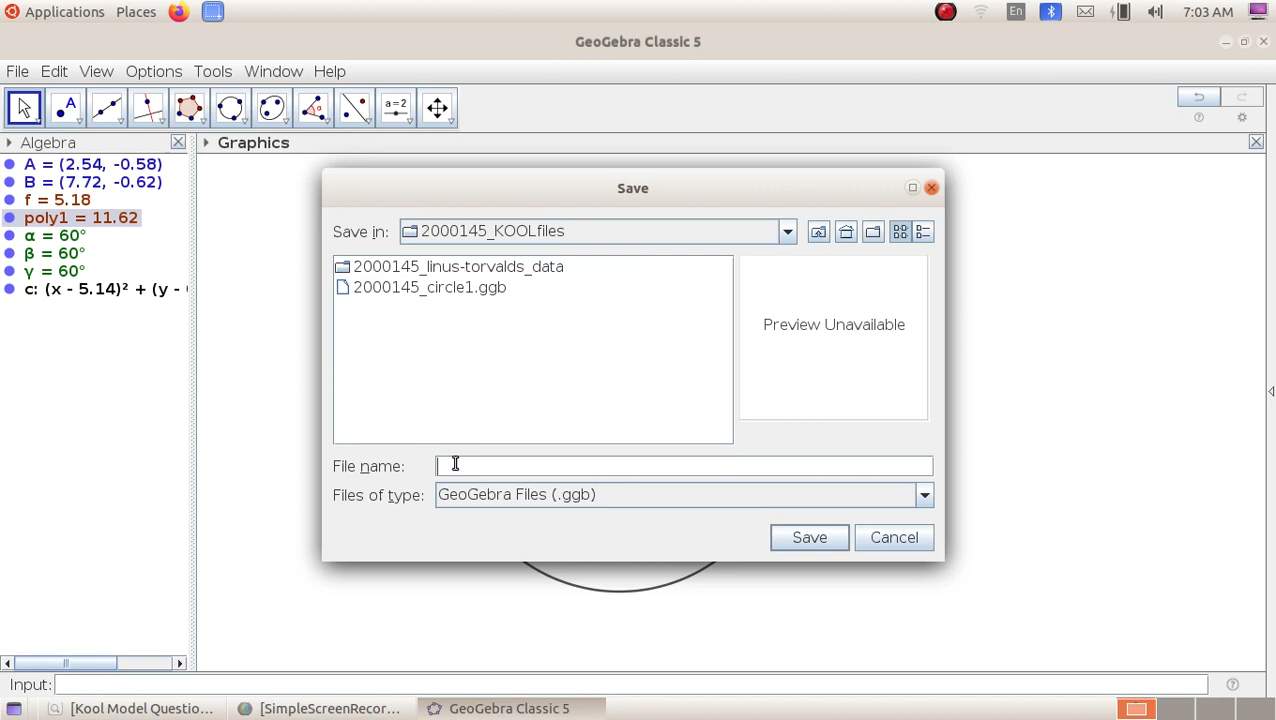 Applications Places En 7:03 AM
GeoGebra Classic 5
File Edit View Options Tools Window Help
A α a=2
Algebra Graphics
A = (2.54, -0.58)
B = (7.72, -0.62)
f = 5.18
poly1 = 11.62
α = 60°
β = 60°
γ = 60°
c: (x - 5.14)² + (y -
Save
Save in: 2000145_KOOLfiles
2000145_linus-torvalds_data
2000145_circle1.ggb
Preview Unavailable
File name:
Files of type: GeoGebra Files (.ggb)
Save Cancel
Input:
[Kool Model Questio... [SimpleScreenRecor... GeoGebra Classic 5